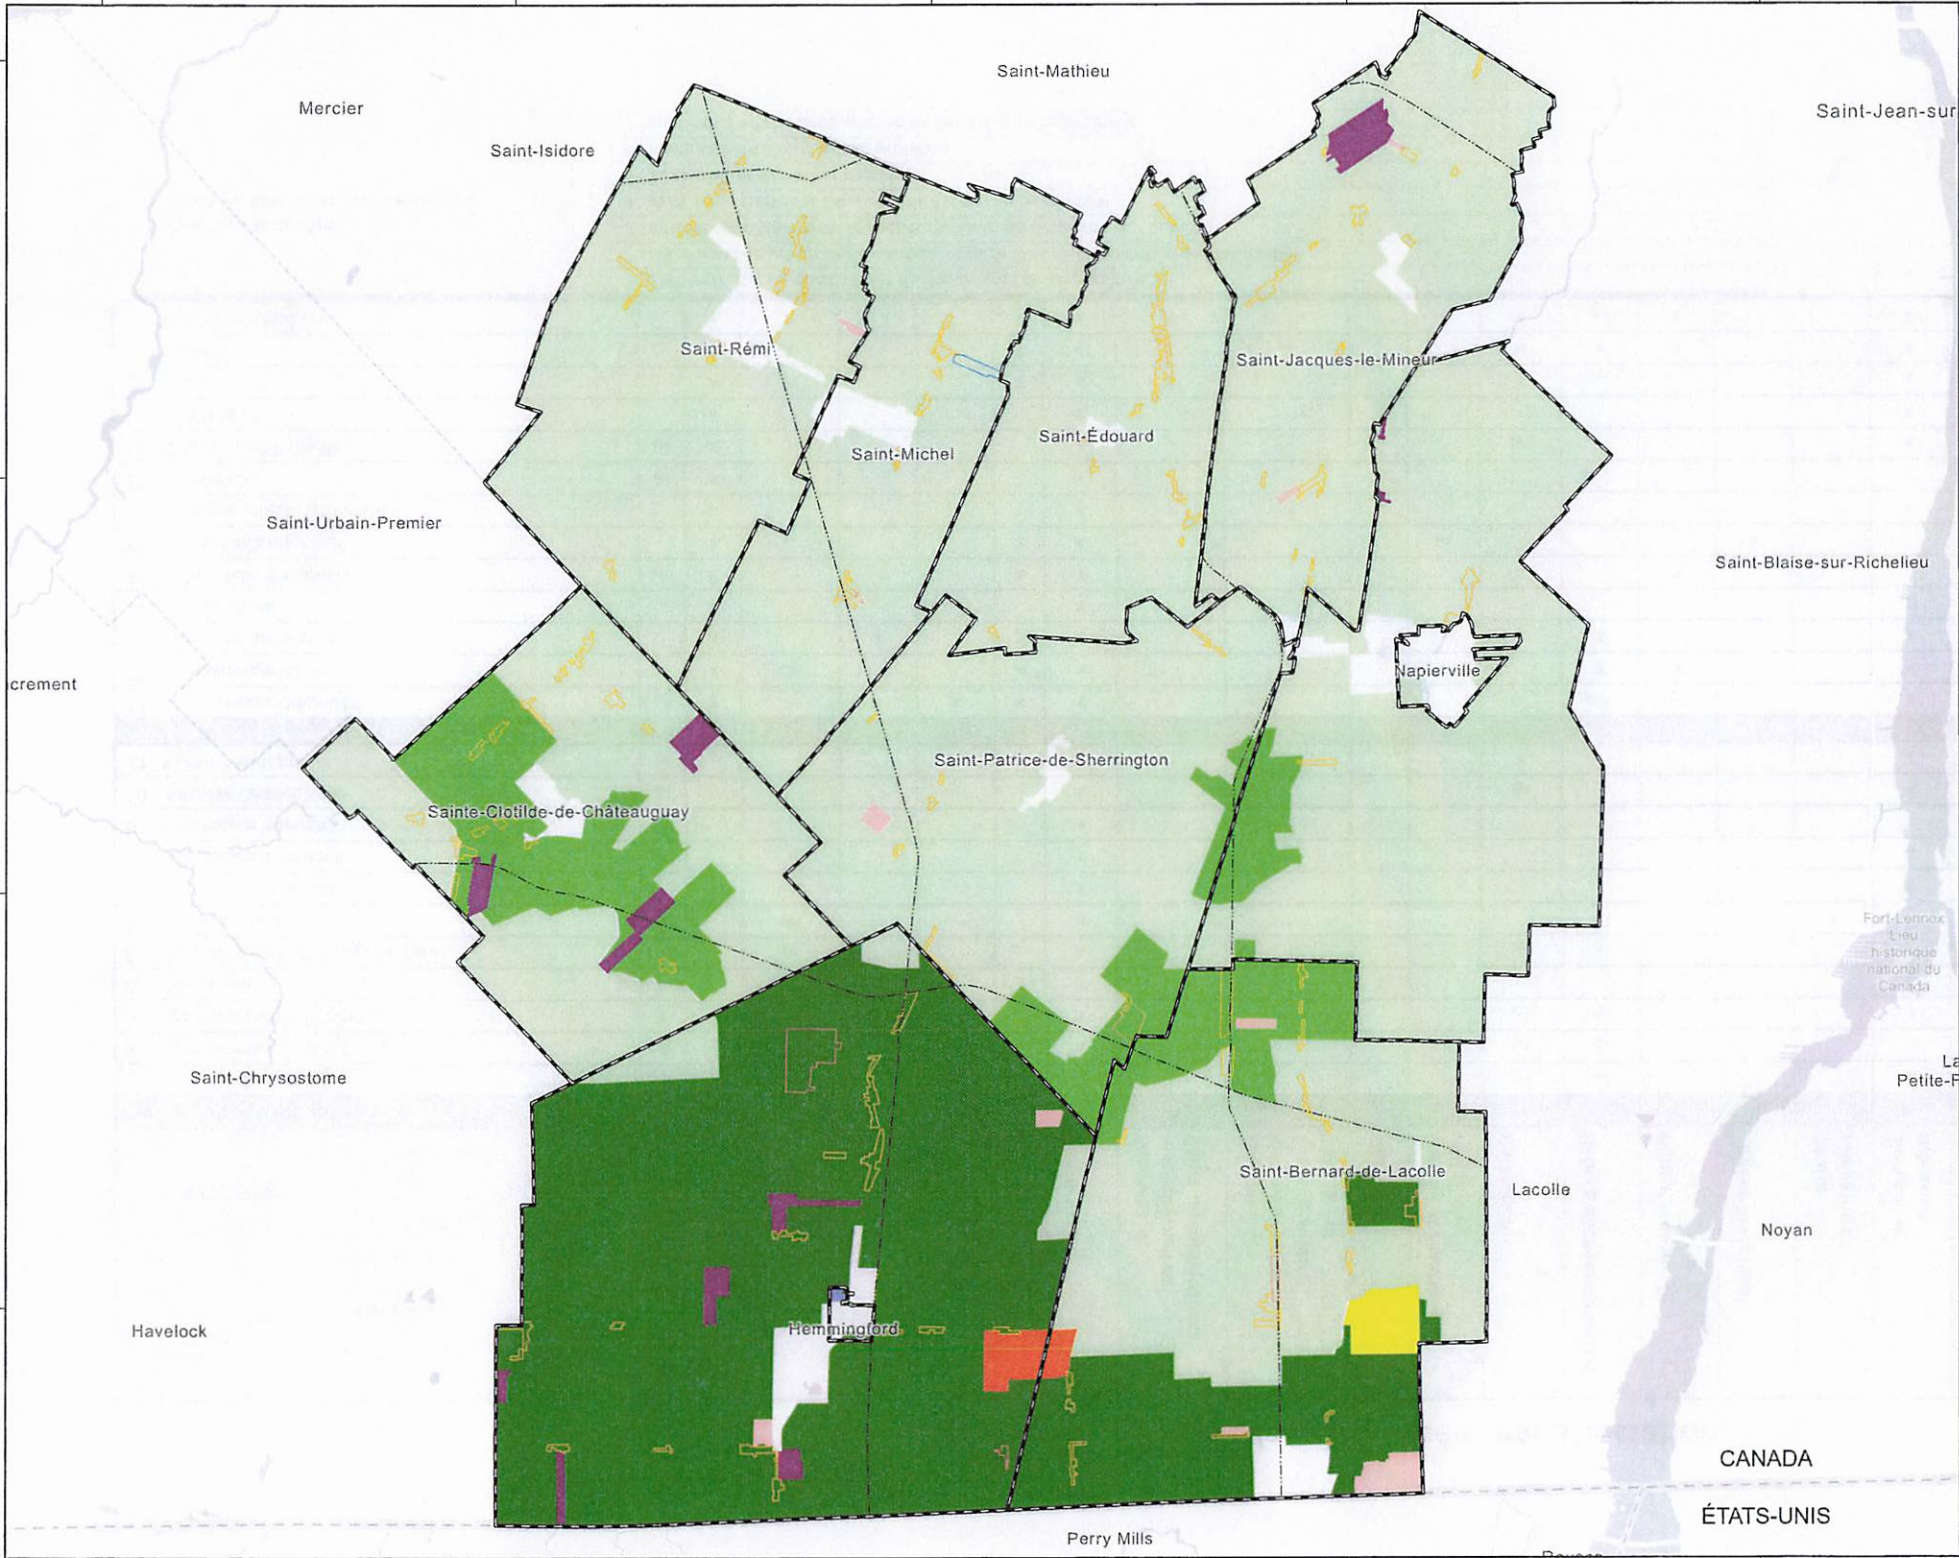 Saint-Mathieu
Mercier
Saint-Jean-sur
Saint-Isidore
Saint-Rémi
Saint-Jacques-le-Mineur
Saint-Édouard
Saint-Michel
Saint-Urbain-Premier
Saint-Blaise-sur-Richelieu
Napierville
crement
Saint-Patrice-de-Sherrington
Sainte-Clotilde-de-Châteauguay
Fort-Lennox
Lieu
historique
national du
Canada
La
Petite-F
Saint-Chrysostome
Saint-Bernard-de-Lacolle
Lacolle
Noyan
Havelock
Hemmingford
CANADA
ÉTATS-UNIS
Perry Mills